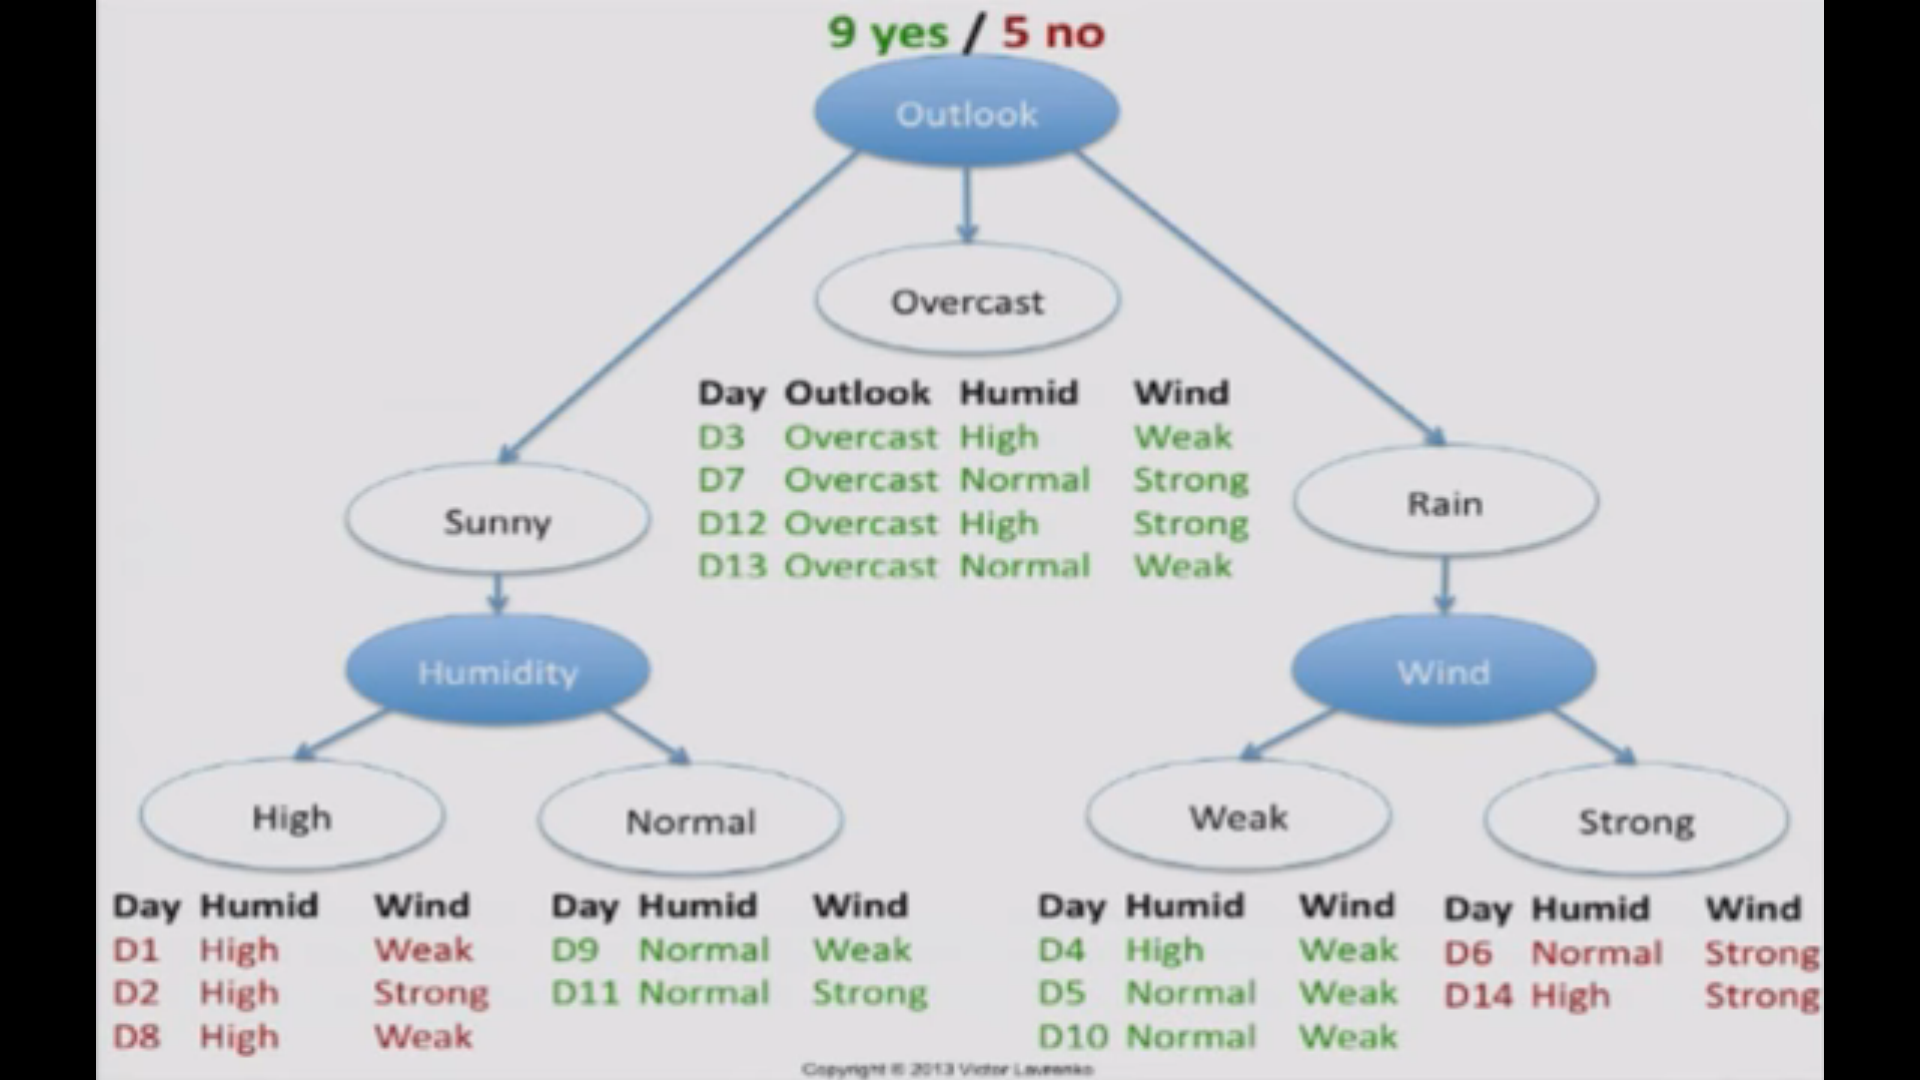 9 yes / 5 no
Outlook
Overcast
Day Outlook Humid Wind
D3 Overcast High Weak
D7 Overcast Normal Strong
D12 Overcast High Strong
D13 Overcast Normal Weak
Sunny
Rain
Humidity
Wind
High
Normal
Weak
Strong
Day Humid Wind
D1 High Weak
D2 High Strong
D8 High Weak
Day Humid Wind
D9 Normal Weak
D11 Normal Strong
Day Humid Wind
D4 High Weak
D5 Normal Weak
D10 Normal Weak
Day Humid Wind
D6 Normal Strong
D14 High Strong
Copyright © 2013 Victor Lavrenko